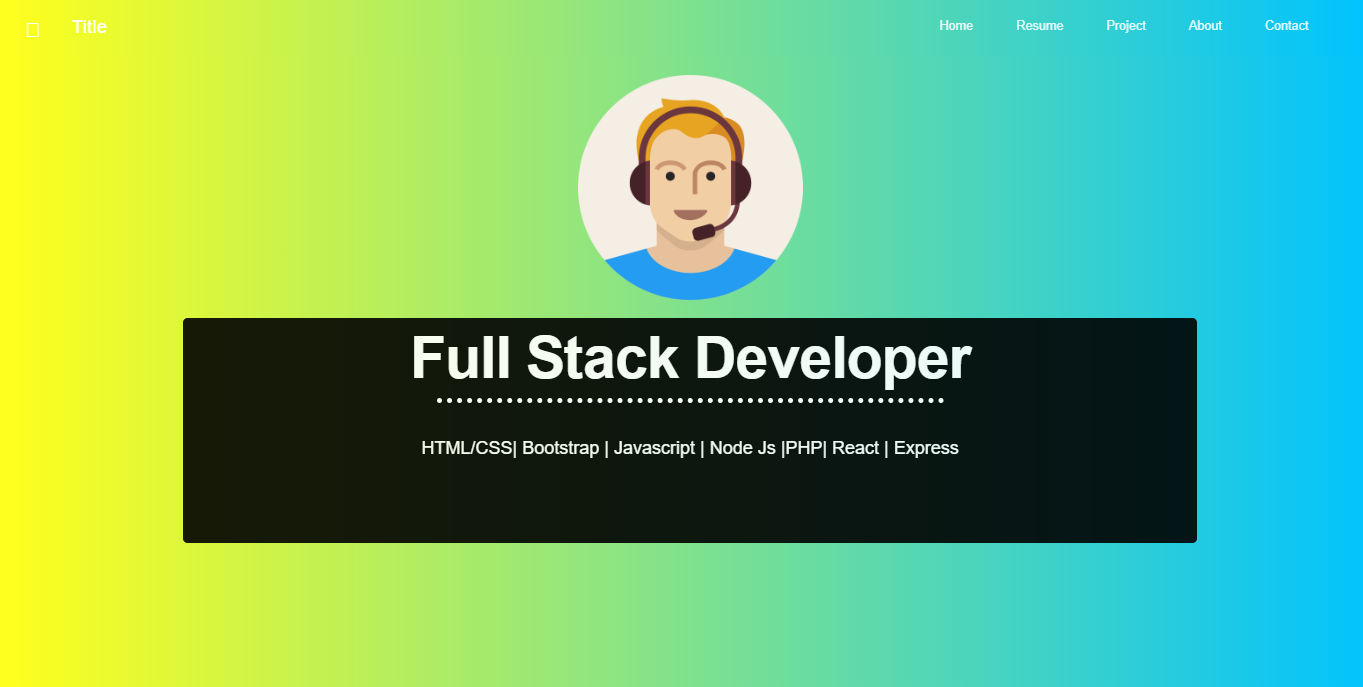 Title Home Resume Project About Contact
Full Stack Developer
HTML/CSS| Bootstrap | Javascript | Node Js |PHP| React | Express